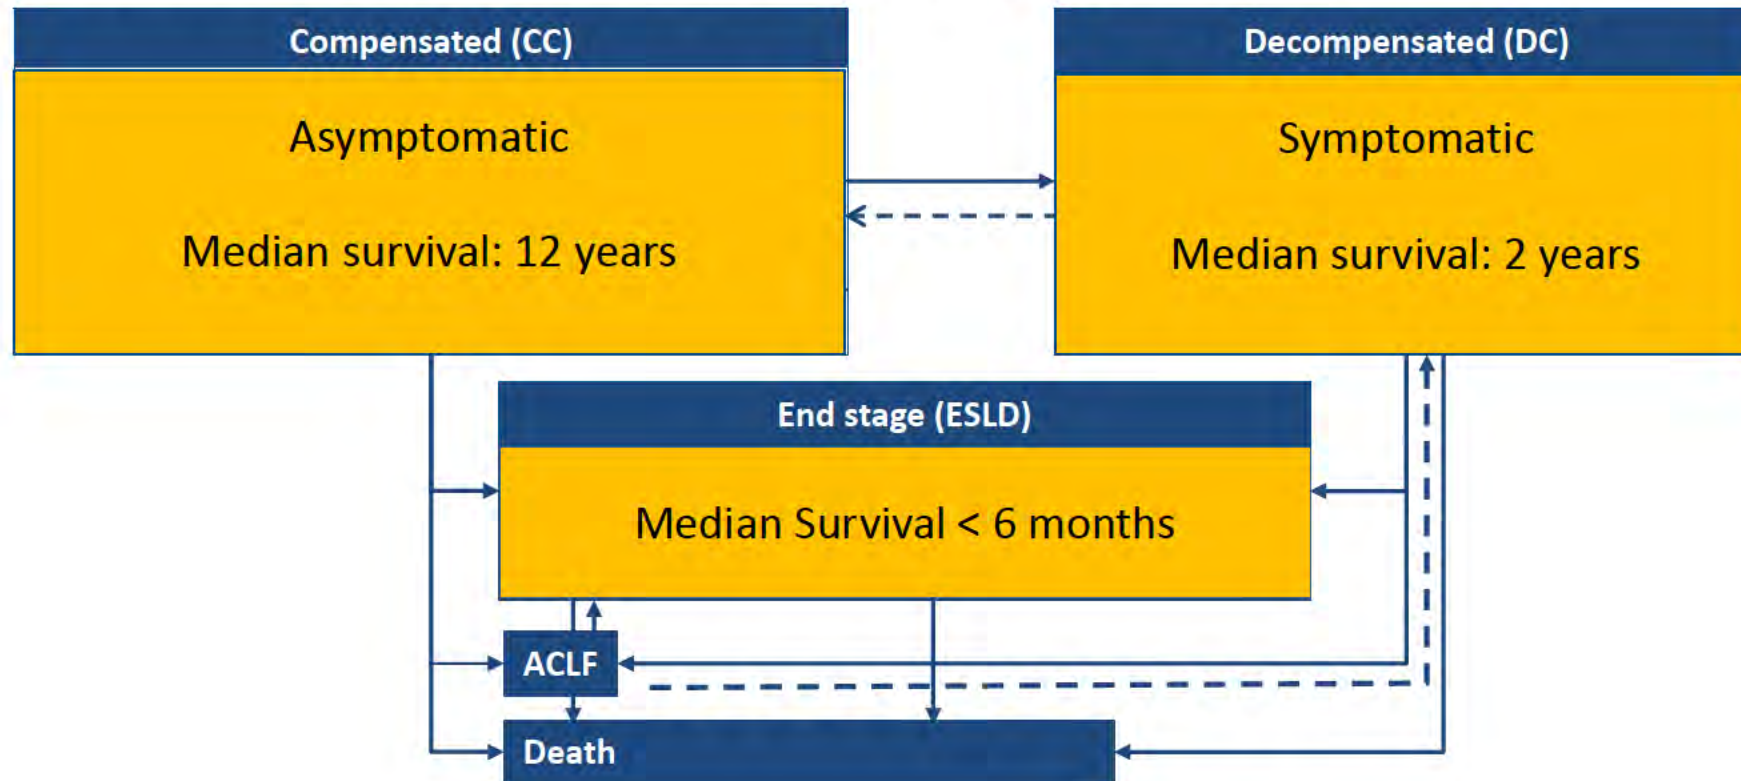 Compensated (CC)
Asymptomatic
Median survival: 12 years
Decompensated (DC)
Symptomatic
Median survival: 2 years
End stage (ESLD)
Median Survival < 6 months
ACLF
Death